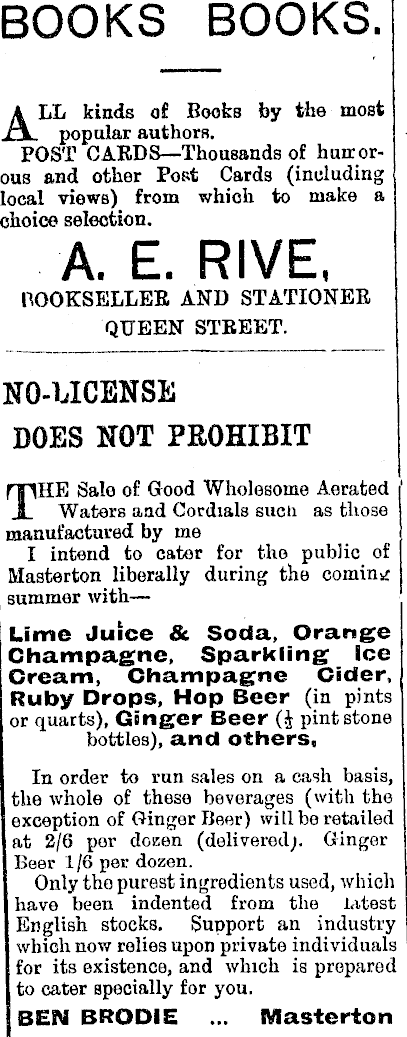 BOOKS BOOKS.
ALL kinds of Books by the most
popular authors.
POST CARDS—Thousands of humor-
ous and other Post Cards (including
local views) from which to make a
choice selection.
A. E. RIVE,
BOOKSELLER AND STATIONER
QUEEN STREET.
NO-LICENSE
DOES NOT PROHIBIT
THE Sale of Good Wholesome Aerated
Waters and Cordials such as those
manufactured by me
I intend to cater for the public of
Masterton liberally during the coming
summer with—
Lime Juice & Soda, Orange
Champagne, Sparkling Ice
Cream, Champagne Cider,
Ruby Drops, Hop Beer (in pints
or quarts), Ginger Beer (½ pint stone
bottles), and others,
In order to run sales on a cash basis,
the whole of these beverages (with the
exception of Ginger Beer) will be retailed
at 2/6 per dozen (delivered). Ginger
Beer 1/6 per dozen.
Only the purest ingredients used, which
have been indented from the latest
English stocks. Support an industry
which now relies upon private individuals
for its existence, and which is prepared
to cater specially for you.
BEN BRODIE ... Masterton